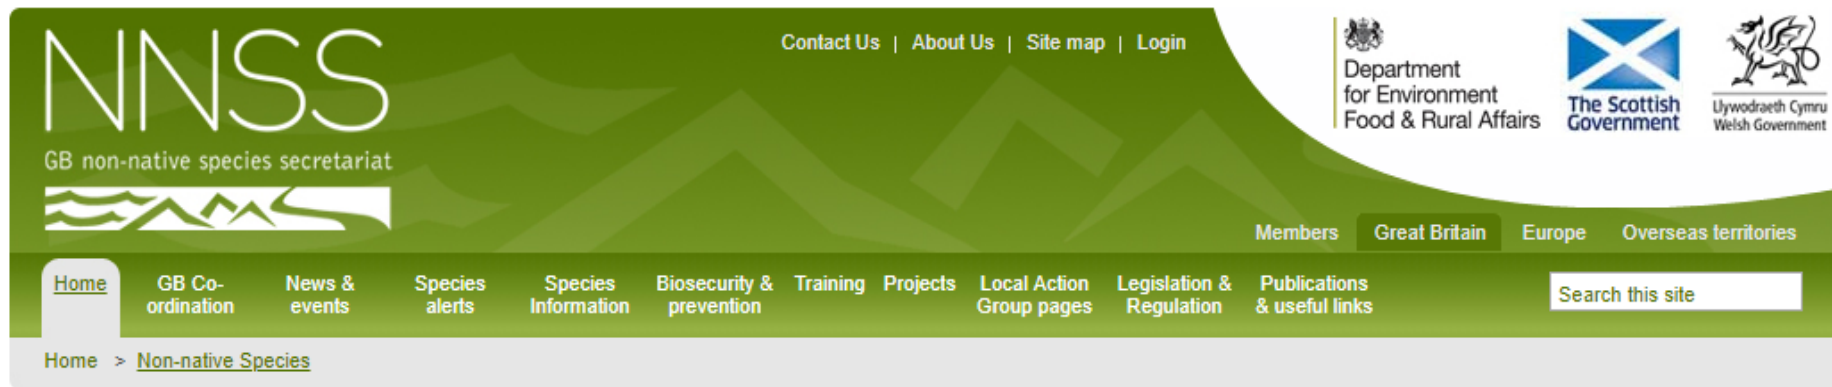 NNSS
GB non-native species secretariat
Contact Us | About Us | Site map | Login
Department
for Environment
Food & Rural Affairs
The Scottish
Government
Llywodraeth Cymru
Welsh Government
Members Great Britain Europe Overseas territories
Home
GB Co-
ordination
News &
events
Species
alerts
Species
Information
Biosecurity &
prevention
Training
Projects
Local Action
Group pages
Legislation &
Regulation
Publications
& useful links
Search this site
Home > Non-native Species